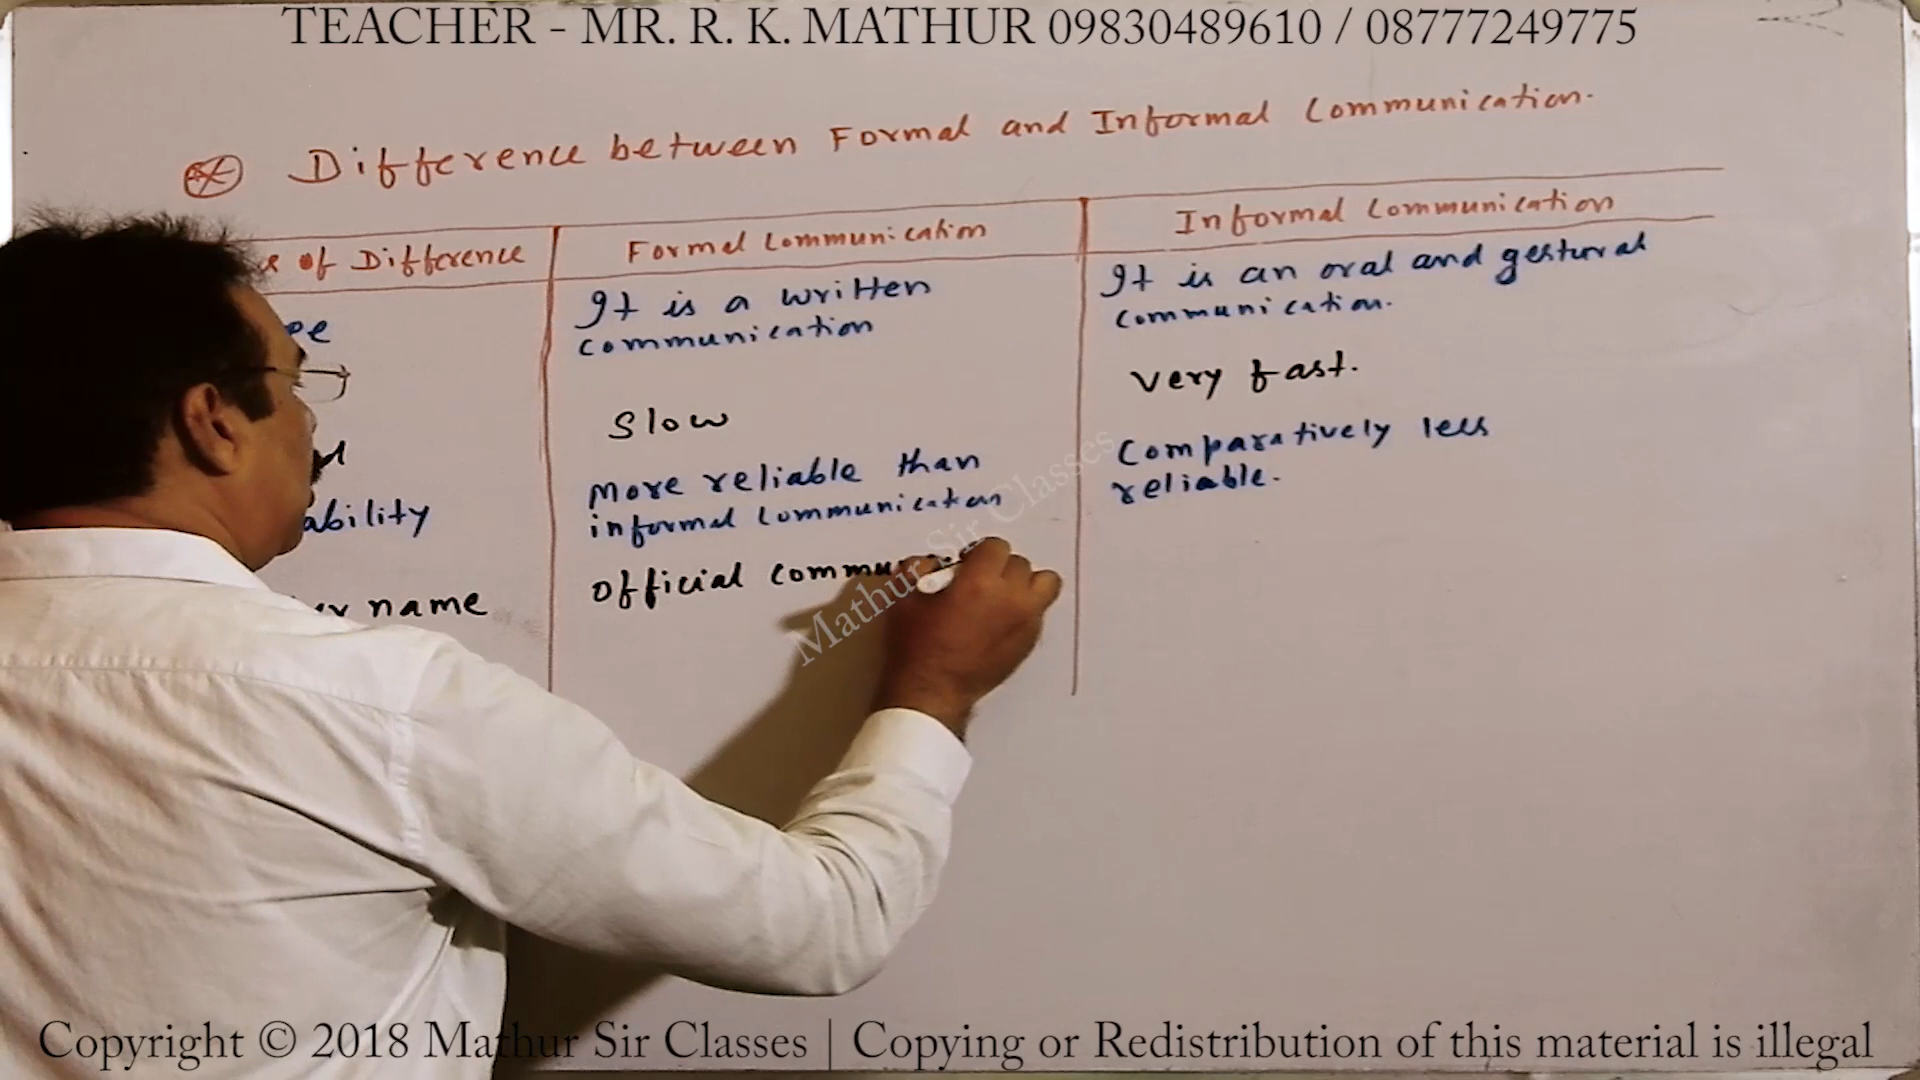 TEACHER - MR. R. K. MATHUR 09830489610 / 08777249775
Difference between Formal and Informal Communication.
of Difference
Formal Communication
Informal Communication
It is a written
communication
It is an oral and gestural
communication.
Slow
Very fast.
More reliable than
informal communication
Comparatively less
reliable.
name
Official
Mathur Sir Classes
Copyright © 2018 Mathur Sir Classes | Copying or Redistribution of this material is illegal